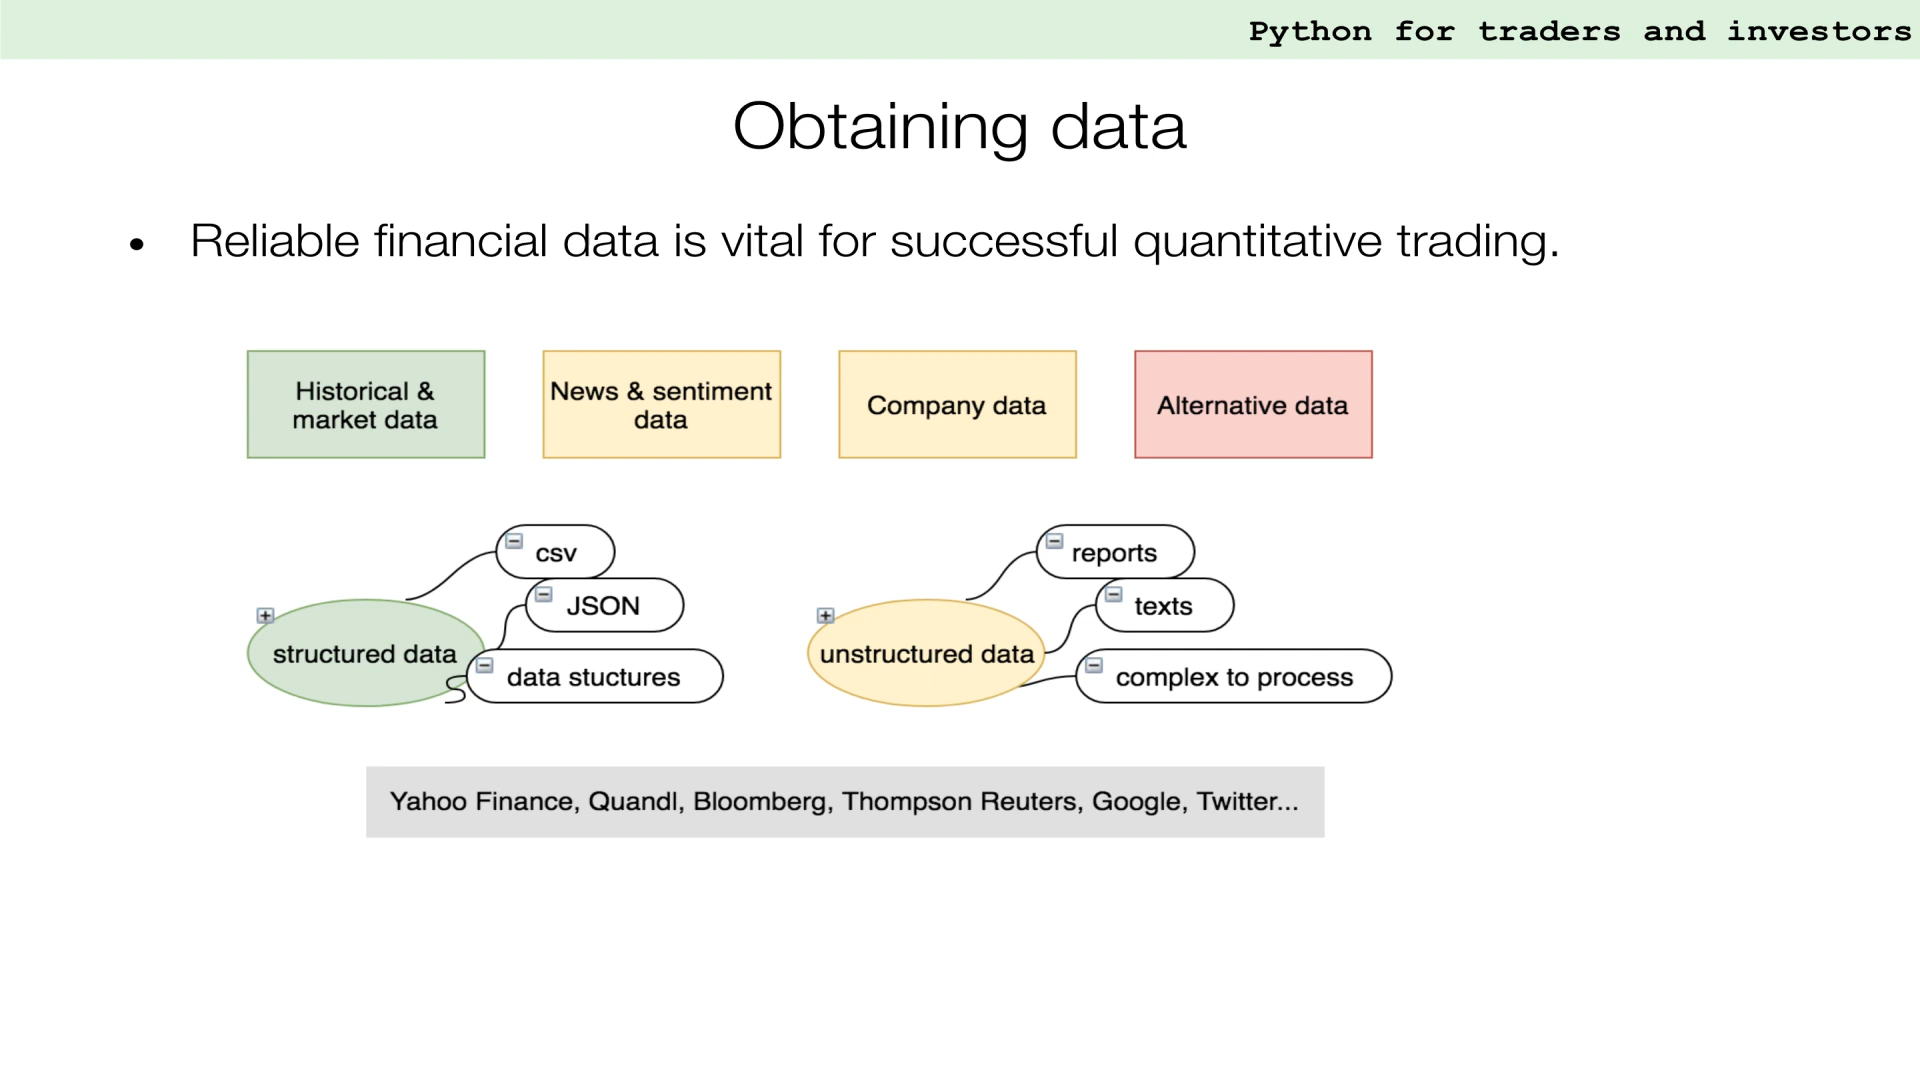 Python for traders and investors
Obtaining data
• Reliable financial data is vital for successful quantitative trading.
Historical &
market data
News & sentiment
data
Company data
Alternative data
structured data
csv
JSON
data stuctures
unstructured data
reports
texts
complex to process
Yahoo Finance, Quandl, Bloomberg, Thompson Reuters, Google, Twitter...